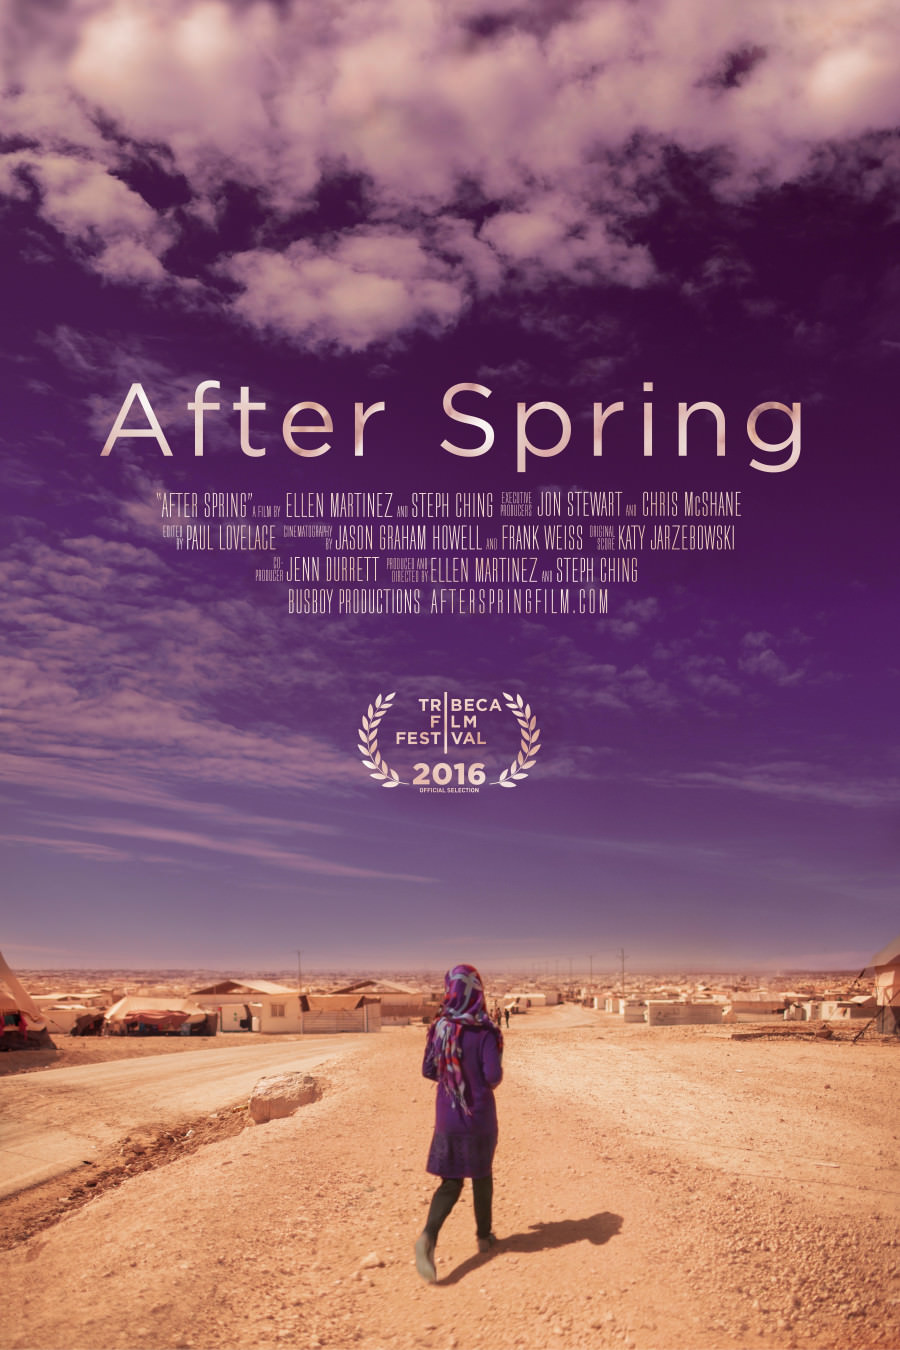 After Spring
"AFTER SPRING" A FILM BY ELLEN MARTINEZ AND STEPH CHING EXECUTIVE PRODUCERS JON STEWART AND CHRIS McSHANE
EDITED BY PAUL LOVELACE CINEMATOGRAPHY BY JASON GRAHAM HOWELL AND FRANK WEISS ORIGINAL SCORE KATY JARZEBOWSKI
CO-PRODUCER JENN DURRETT PRODUCED AND DIRECTED BY ELLEN MARTINEZ AND STEPH CHING
BUSBOY PRODUCTIONS AFTERSPRINGFILM.COM
TRIBECA
FILM
FESTIVAL
2016
OFFICIAL SELECTION